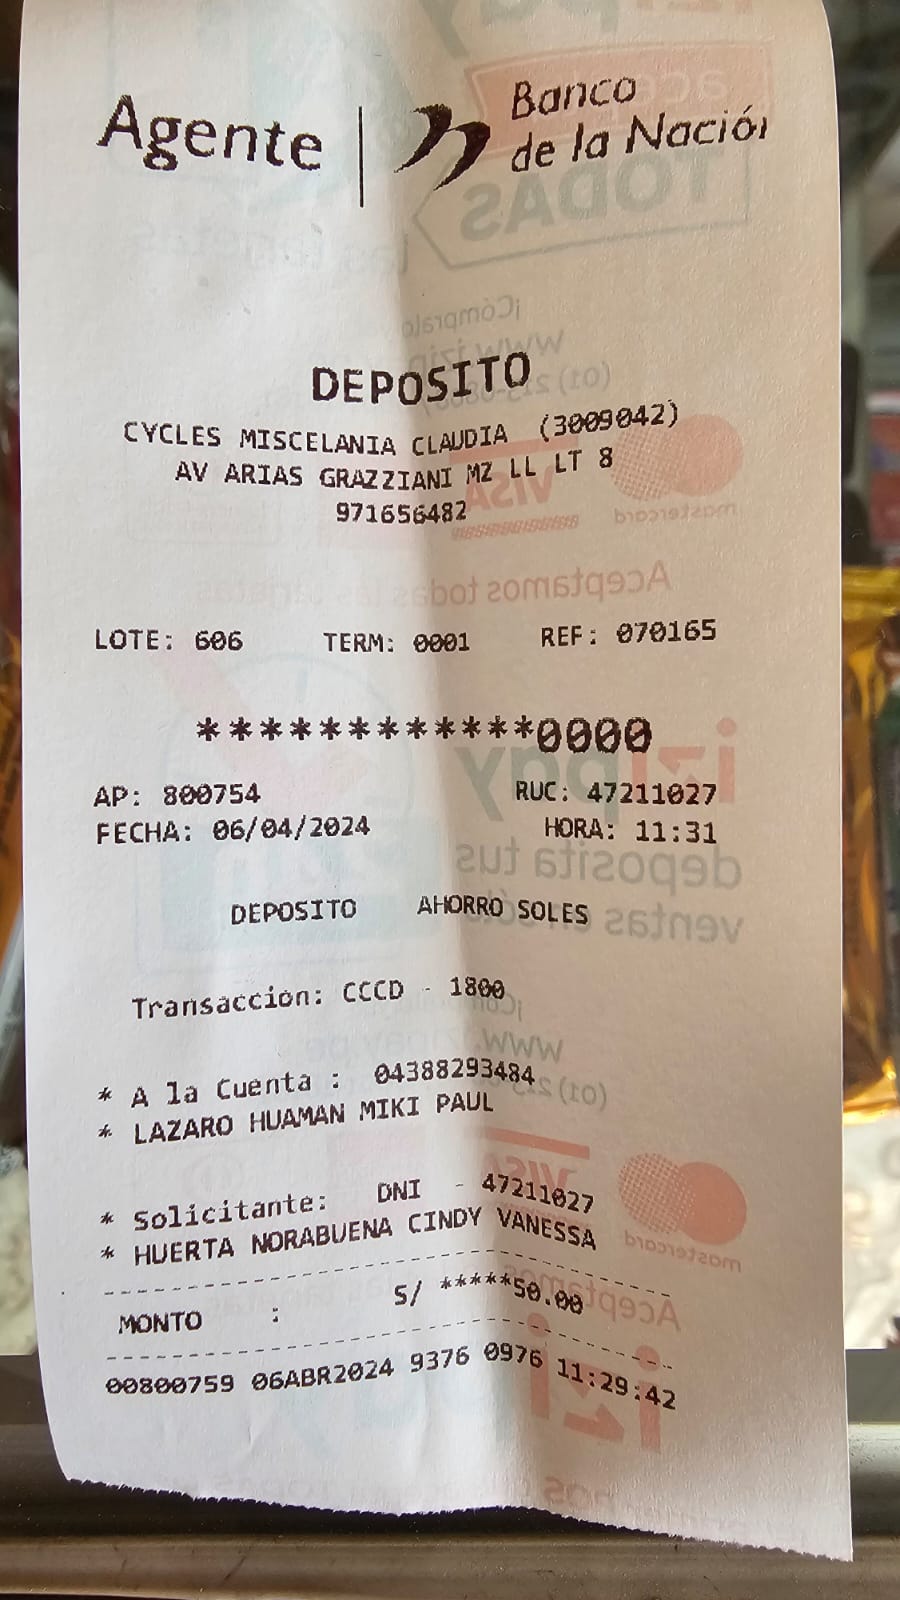 Agente | Banco
de la Nación
DEPOSITO
CYCLES MISCELANIA CLAUDIA (3009042)
AV ARIAS GRAZZIANI MZ LL LT 8
971656482
LOTE: 606 TERM: 0001 REF: 070165
************0000
AP: 800754 RUC: 47211027
FECHA: 06/04/2024 HORA: 11:31
DEPOSITO AHORRO SOLES
Transaccion: CCCD - 1800
* A la Cuenta : 04388293484
* LAZARO HUAMAN MIKI PAUL
* Solicitante: DNI - 47211027
* HUERTA NORABUENA CINDY VANESSA
MONTO : S/ *****50.00
00800759 06ABR2024 9376 0976 11:29:42